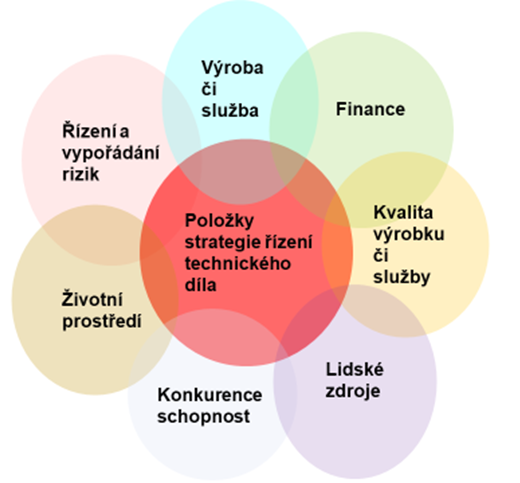 Výroba
či
služba
Finance
Kvalita
výrobku
či
služby
Lidské
zdroje
Konkurence
schopnost
Životní
prostředí
Řízení a
vypořádání
rizik
Položky
strategie řízení
technického
díla